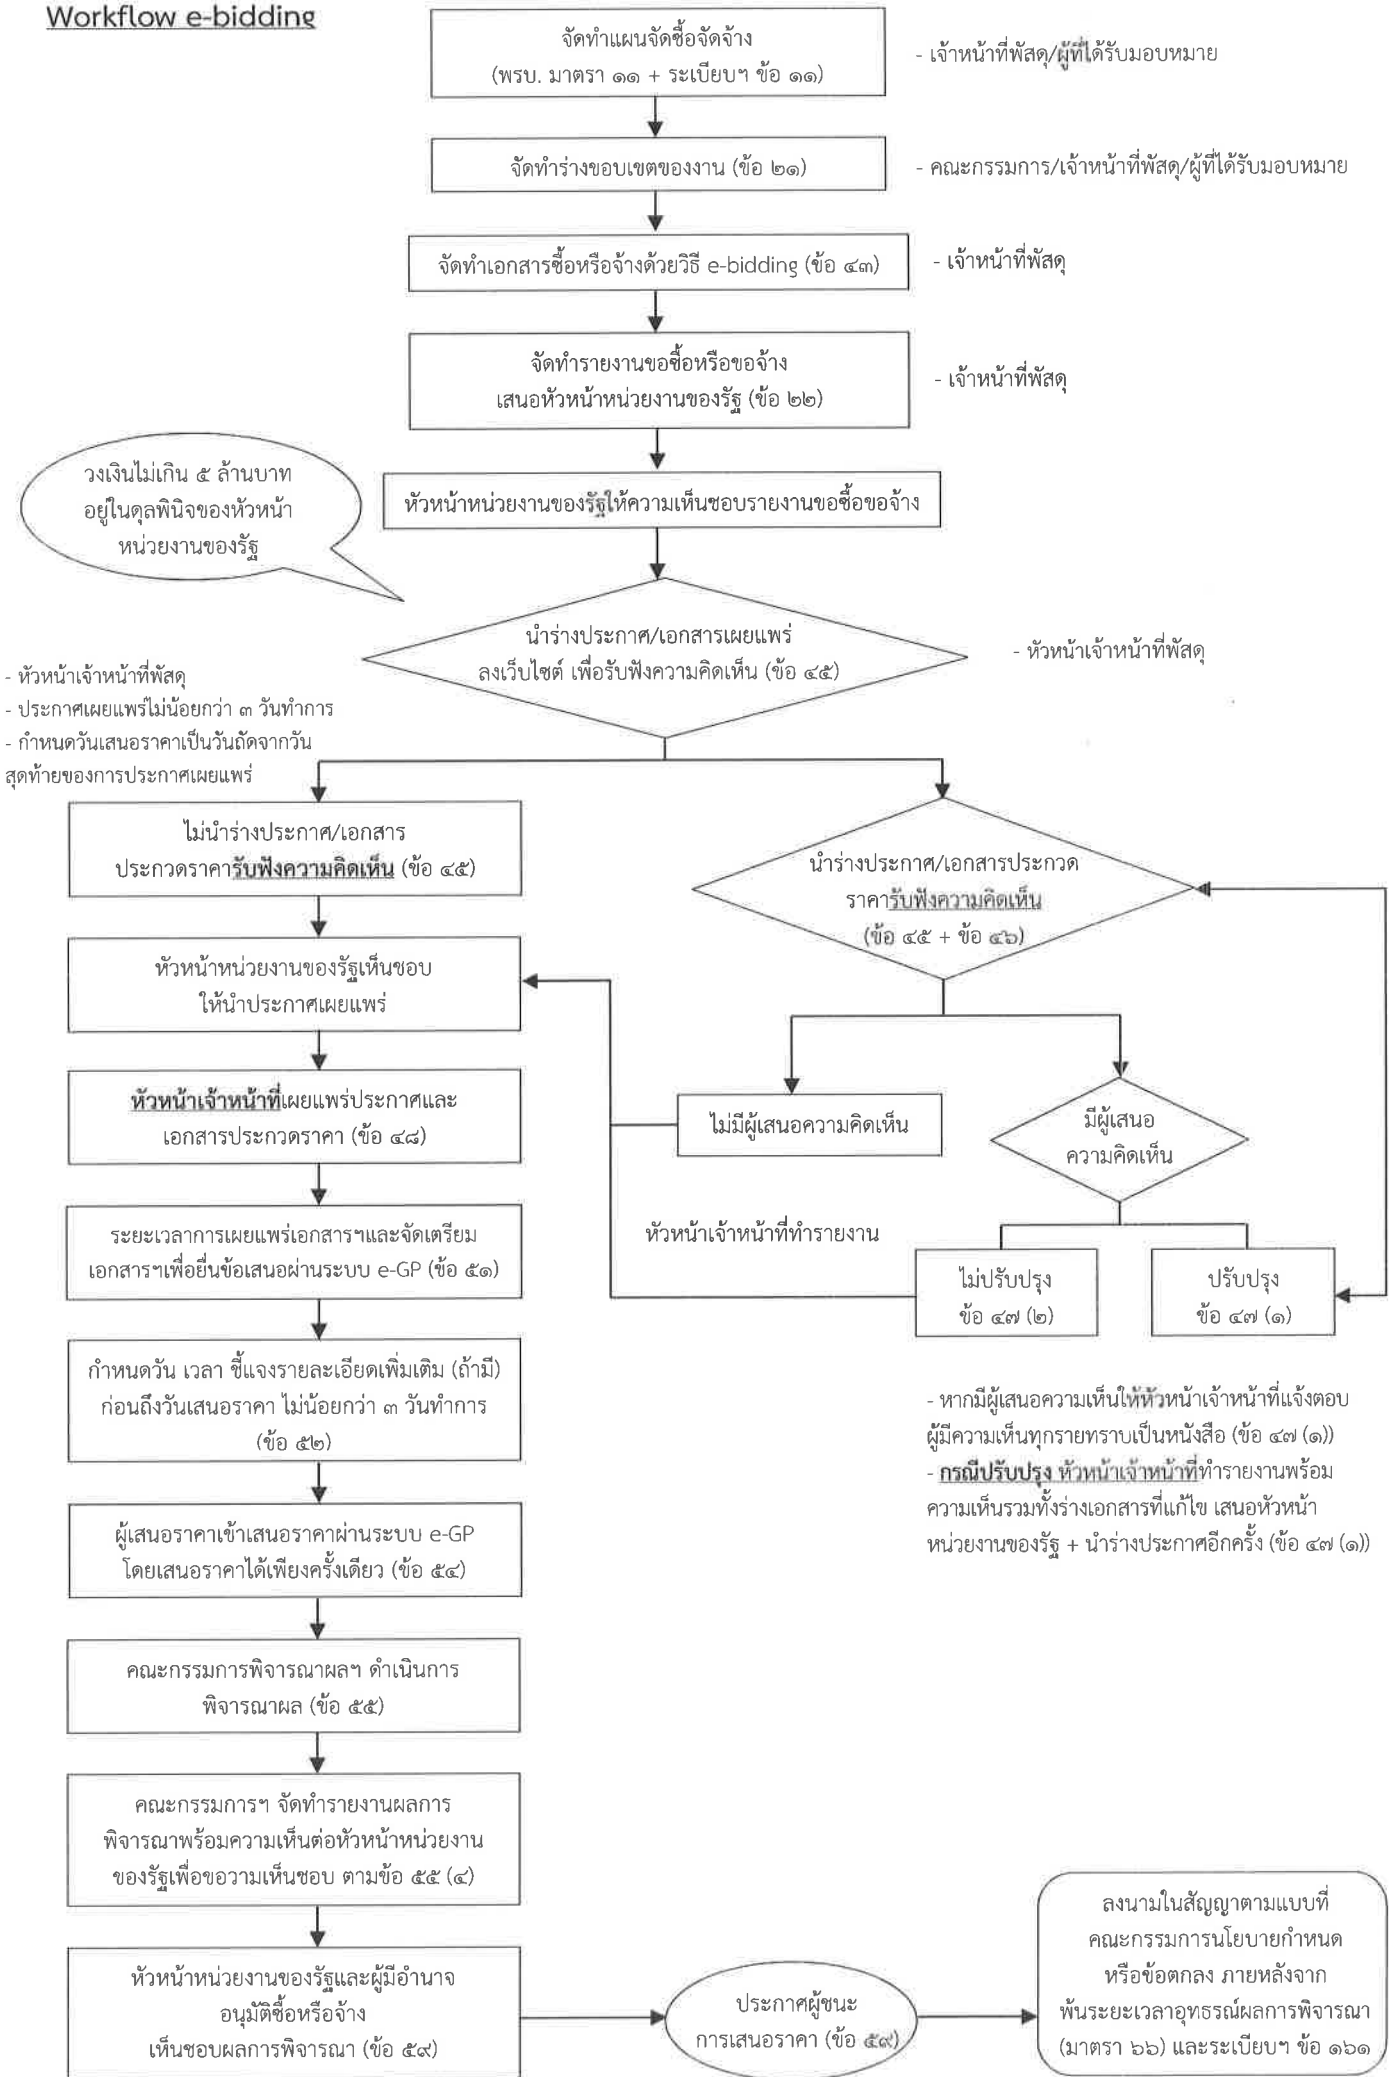 Workflow e-bidding
จัดทำแผนจัดซื้อจัดจ้าง
(พรบ. มาตรา ๑๑ + ระเบียบฯ ข้อ ๑๑)
- เจ้าหน้าที่พัสดุ/ผู้ที่ได้รับมอบหมาย
จัดทำร่างขอบเขตของงาน (ข้อ ๒๑)
- คณะกรรมการ/เจ้าหน้าที่พัสดุ/ผู้ที่ได้รับมอบหมาย
จัดทำเอกสารซื้อหรือจ้างด้วยวิธี e-bidding (ข้อ ๔๓)
- เจ้าหน้าที่พัสดุ
จัดทำรายงานขอซื้อหรือขอจ้าง
เสนอหัวหน้าหน่วยงานของรัฐ (ข้อ ๒๒)
- เจ้าหน้าที่พัสดุ
วงเงินไม่เกิน ๕ ล้านบาท
อยู่ในดุลพินิจของหัวหน้า
หน่วยงานของรัฐ
หัวหน้าหน่วยงานของรัฐให้ความเห็นชอบรายงานขอซื้อขอจ้าง
นำร่างประกาศ/เอกสารเผยแพร่
ลงเว็บไซต์ เพื่อรับฟังความคิดเห็น (ข้อ ๔๕)
- หัวหน้าเจ้าหน้าที่พัสดุ
- หัวหน้าเจ้าหน้าที่พัสดุ
- ประกาศเผยแพร่ไม่น้อยกว่า ๓ วันทำการ
- กำหนดวันเสนอราคาเป็นวันถัดจากวัน
สุดท้ายของการประกาศเผยแพร่
ไม่นำร่างประกาศ/เอกสาร
ประกวดราคารับฟังความคิดเห็น (ข้อ ๔๕)
นำร่างประกาศ/เอกสารประกวด
ราคารับฟังความคิดเห็น
(ข้อ ๔๕ + ข้อ ๔๖)
หัวหน้าหน่วยงานของรัฐเห็นชอบ
ให้นำประกาศเผยแพร่
หัวหน้าเจ้าหน้าที่เผยแพร่ประกาศและ
เอกสารประกวดราคา (ข้อ ๔๘)
ไม่มีผู้เสนอความคิดเห็น
มีผู้เสนอ
ความคิดเห็น
ระยะเวลาการเผยแพร่เอกสารฯและจัดเตรียม
เอกสารฯเพื่อยื่นข้อเสนอผ่านระบบ e-GP (ข้อ ๕๑)
หัวหน้าเจ้าหน้าที่ทำรายงาน
ไม่ปรับปรุง
ข้อ ๔๗ (๒)
ปรับปรุง
ข้อ ๔๗ (๑)
กำหนดวัน เวลา ชี้แจงรายละเอียดเพิ่มเติม (ถ้ามี)
ก่อนถึงวันเสนอราคา ไม่น้อยกว่า ๓ วันทำการ
(ข้อ ๕๒)
- หากมีผู้เสนอความเห็นให้หัวหน้าเจ้าหน้าที่แจ้งตอบ
ผู้มีความเห็นทุกรายทราบเป็นหนังสือ (ข้อ ๔๗ (๑))
- กรณีปรับปรุง หัวหน้าเจ้าหน้าที่ทำรายงานพร้อม
ความเห็นรวมทั้งร่างเอกสารที่แก้ไข เสนอหัวหน้า
หน่วยงานของรัฐ + นำร่างประกาศอีกครั้ง (ข้อ ๔๗ (๑))
ผู้เสนอราคาเข้าเสนอราคาผ่านระบบ e-GP
โดยเสนอราคาได้เพียงครั้งเดียว (ข้อ ๕๔)
คณะกรรมการพิจารณาผลฯ ดำเนินการ
พิจารณาผล (ข้อ ๕๕)
คณะกรรมการฯ จัดทำรายงานผลการ
พิจารณาพร้อมความเห็นต่อหัวหน้าหน่วยงาน
ของรัฐเพื่อขอวามเห็นชอบ ตามข้อ ๕๕ (๔)
หัวหน้าหน่วยงานของรัฐและผู้มีอำนาจ
อนุมัติซื้อหรือจ้าง
เห็นชอบผลการพิจารณา (ข้อ ๕๙)
ประกาศผู้ชนะ
การเสนอราคา (ข้อ ๕๙)
ลงนามในสัญญาตามแบบที่
คณะกรรมการนโยบายกำหนด
หรือข้อตกลง ภายหลังจาก
พ้นระยะเวลาอุทธรณ์ผลการพิจารณา
(มาตรา ๖๖) และระเบียบฯ ข้อ ๑๖๑